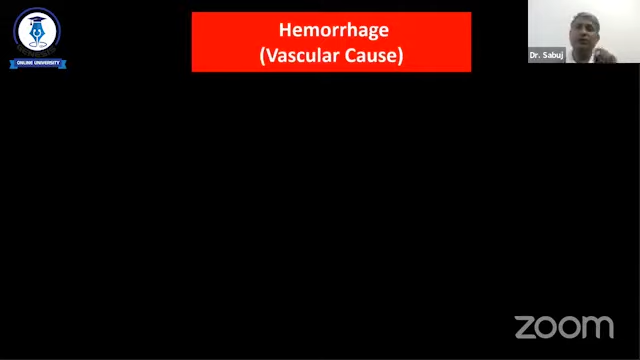 Hemorrhage
(Vascular Cause)
Dr. Sabuj
ONLINE UNIVERSITY
zoom